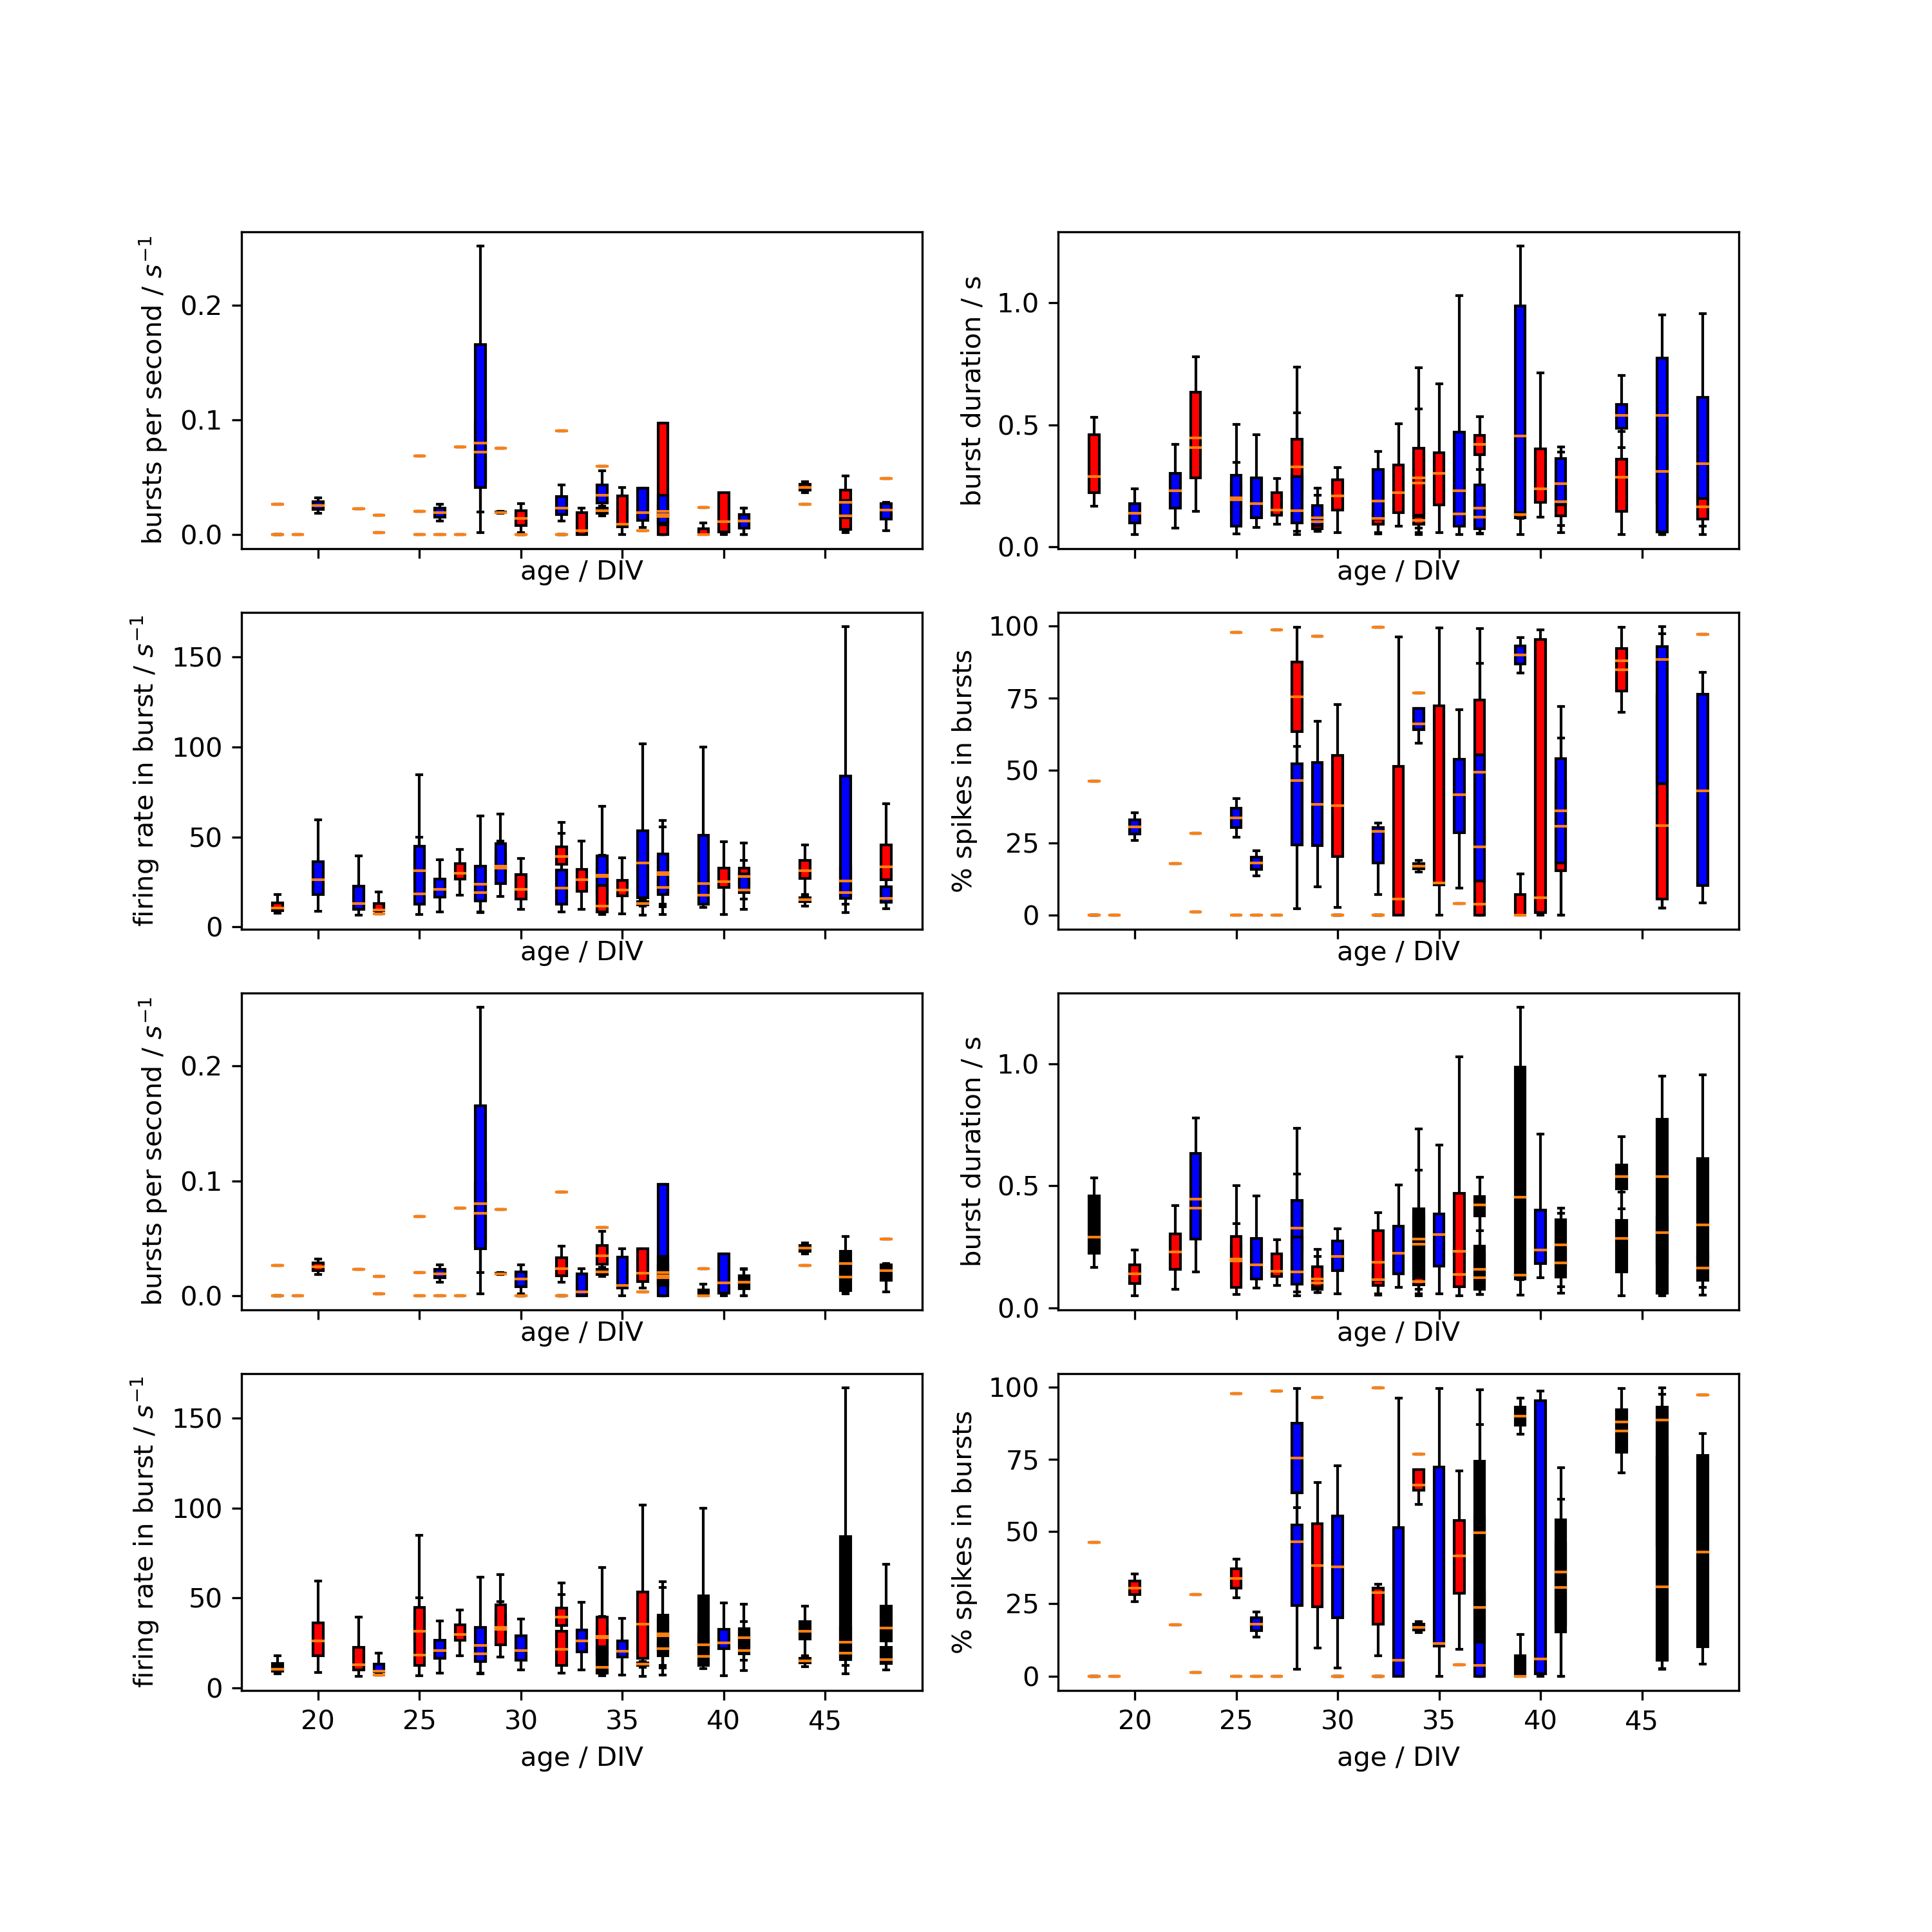 bursts per second / s⁻¹
0.2
0.1
0.0
age / DIV
burst duration / s
1.0
0.5
0.0
age / DIV
firing rate in burst / s⁻¹
150
100
50
0
age / DIV
% spikes in bursts
100
75
50
25
0
age / DIV
bursts per second / s⁻¹
0.2
0.1
0.0
age / DIV
burst duration / s
1.0
0.5
0.0
age / DIV
firing rate in burst / s⁻¹
150
100
50
0
20 25 30 35 40 45
age / DIV
% spikes in bursts
100
75
50
25
0
20 25 30 35 40 45
age / DIV